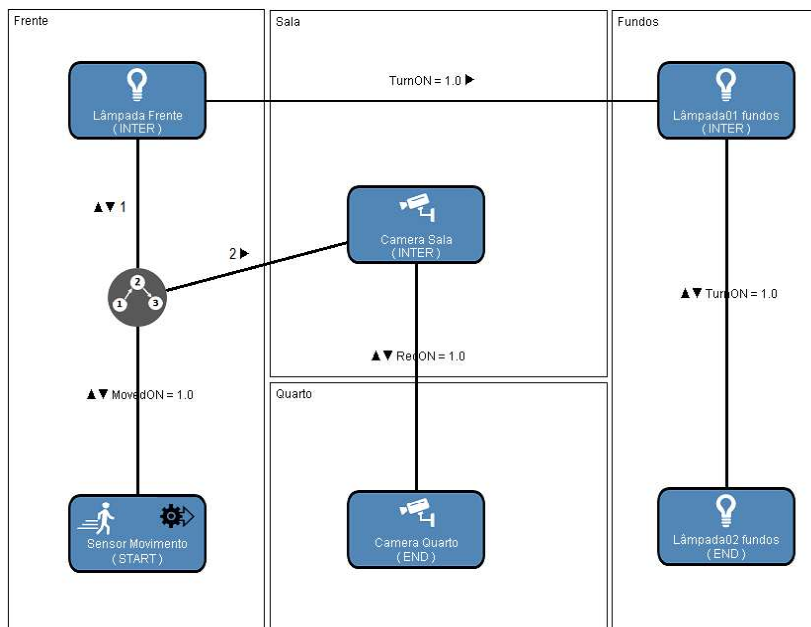 Frente
Sala
Fundos
Lâmpada Frente
( INTER )
TurnON = 1.0 ▶
Lâmpada01 fundos
( INTER )
▲▼ 1
2 ▶
Camera Sala
( INTER )
1
2
3
▲▼ TurnON = 1.0
▲▼ RecON = 1.0
▲▼ MovedON = 1.0
Quarto
Sensor Movimento
( START )
Camera Quarto
( END )
Lâmpada02 fundos
( END )